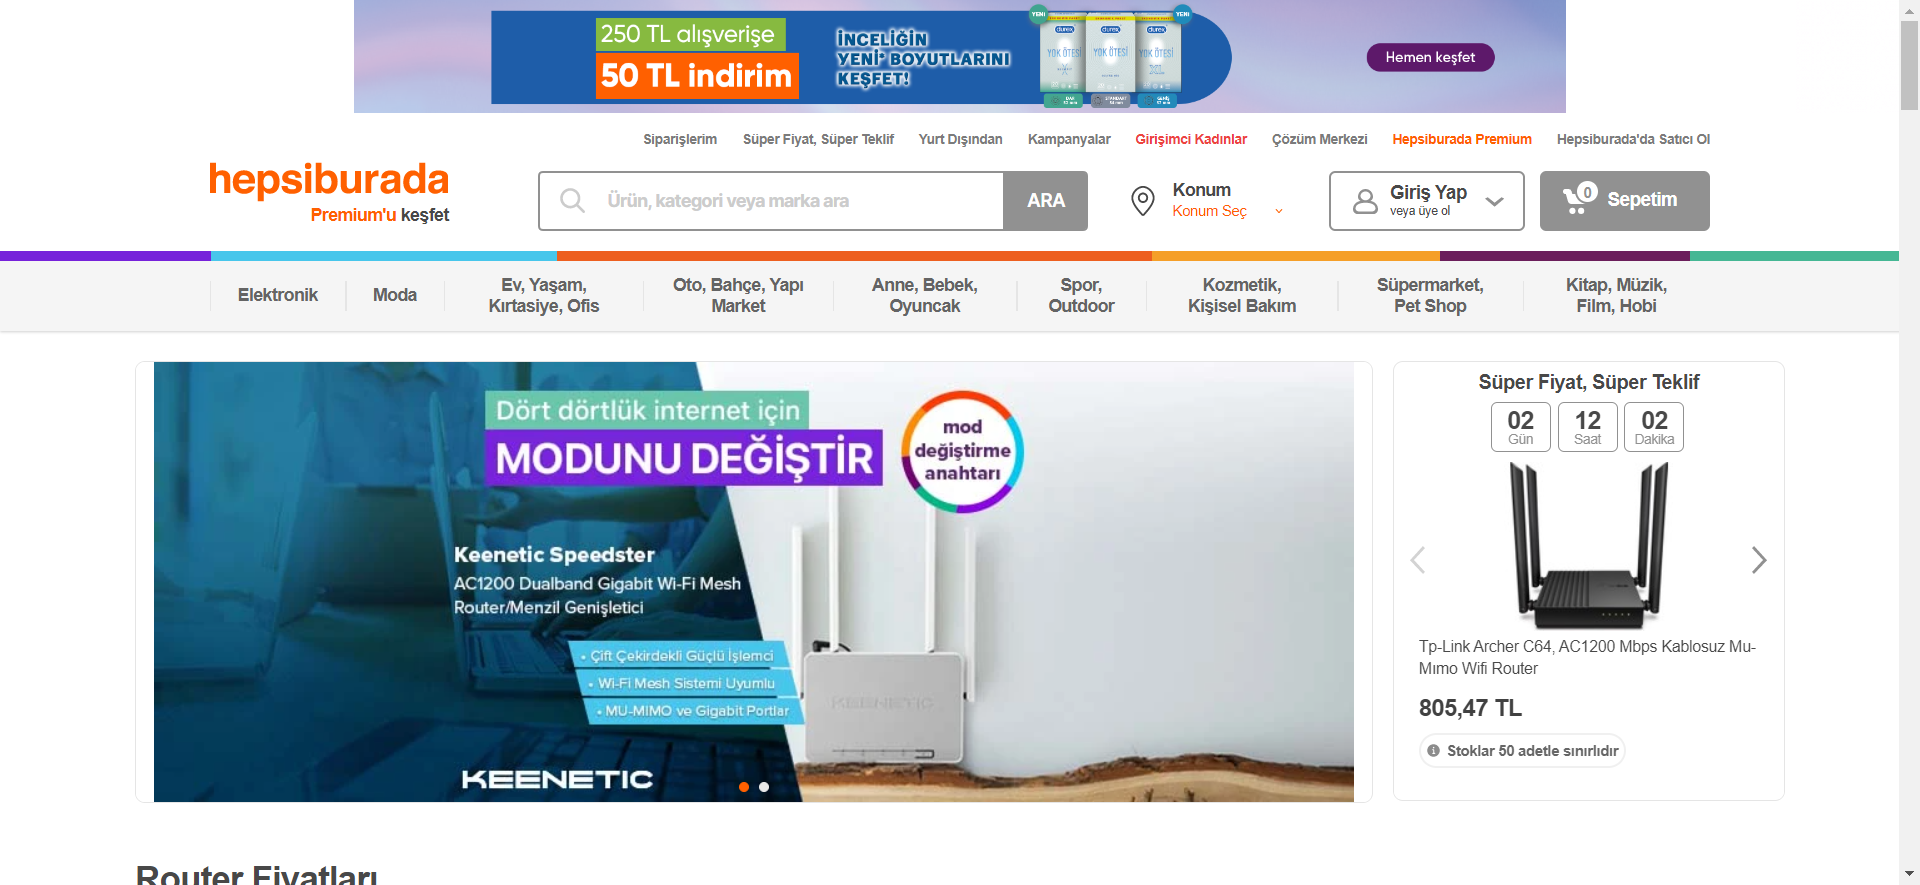 250 TL alışverişe
50 TL indirim
İNCELİĞİN
YENİ BOYUTLARINI
KEŞFET!
YENİ
YENİ
durex
durex
durex
YOK ÖTESİ
YOK ÖTESİ
YOK ÖTESİ
XL
Hemen keşfet
Siparişlerim
Süper Fiyat, Süper Teklif
Yurt Dışından
Kampanyalar
Girişimci Kadınlar
Çözüm Merkezi
Hepsiburada Premium
Hepsiburada'da Satıcı Ol
hepsiburada
Premium'u keşfet
Ürün, kategori veya marka ara
ARA
Konum
Konum Seç
Giriş Yap
veya üye ol
0
Sepetim
Elektronik
Moda
Ev, Yaşam,
Kırtasiye, Ofis
Oto, Bahçe, Yapı
Market
Anne, Bebek,
Oyuncak
Spor,
Outdoor
Kozmetik,
Kişisel Bakım
Süpermarket,
Pet Shop
Kitap, Müzik,
Film, Hobi
Dört dörtlük internet için
MODUNU DEĞİŞTİR
mod
değiştirme
anahtarı
Keenetic Speedster
AC1200 Dualband Gigabit Wi-Fi Mesh
Router/Menzil Genişletici
• Çift Çekirdekli Güçlü İşlemci
• Wi-Fi Mesh Sistemi Uyumlu
• MU-MIMO ve Gigabit Portlar
KEENETIC
KEENETIC
Süper Fiyat, Süper Teklif
02
Gün
12
Saat
02
Dakika
Tp-Link Archer C64, AC1200 Mbps Kablosuz Mu-
Mımo Wifi Router
805,47 TL
Stoklar 50 adetle sınırlıdır
Router Fiyatları